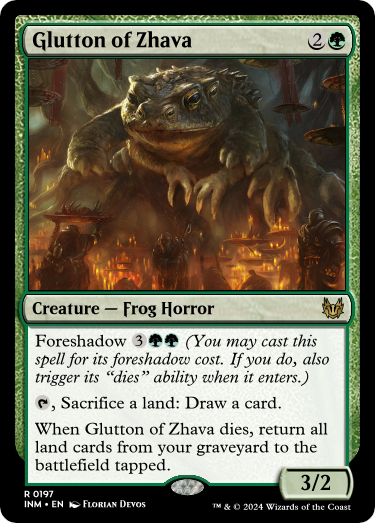 Glutton of Zhava 2
Creature — Frog Horror
Foreshadow 3 (You may cast this
spell for its foreshadow cost. If you do, also
trigger its “dies” ability when it enters.)
, Sacrifice a land: Draw a card.
When Glutton of Zhava dies, return all
land cards from your graveyard to the
battlefield tapped.
3/2
R 0197
INM • EN Florian Devos
™ & © 2024 Wizards of the Coast